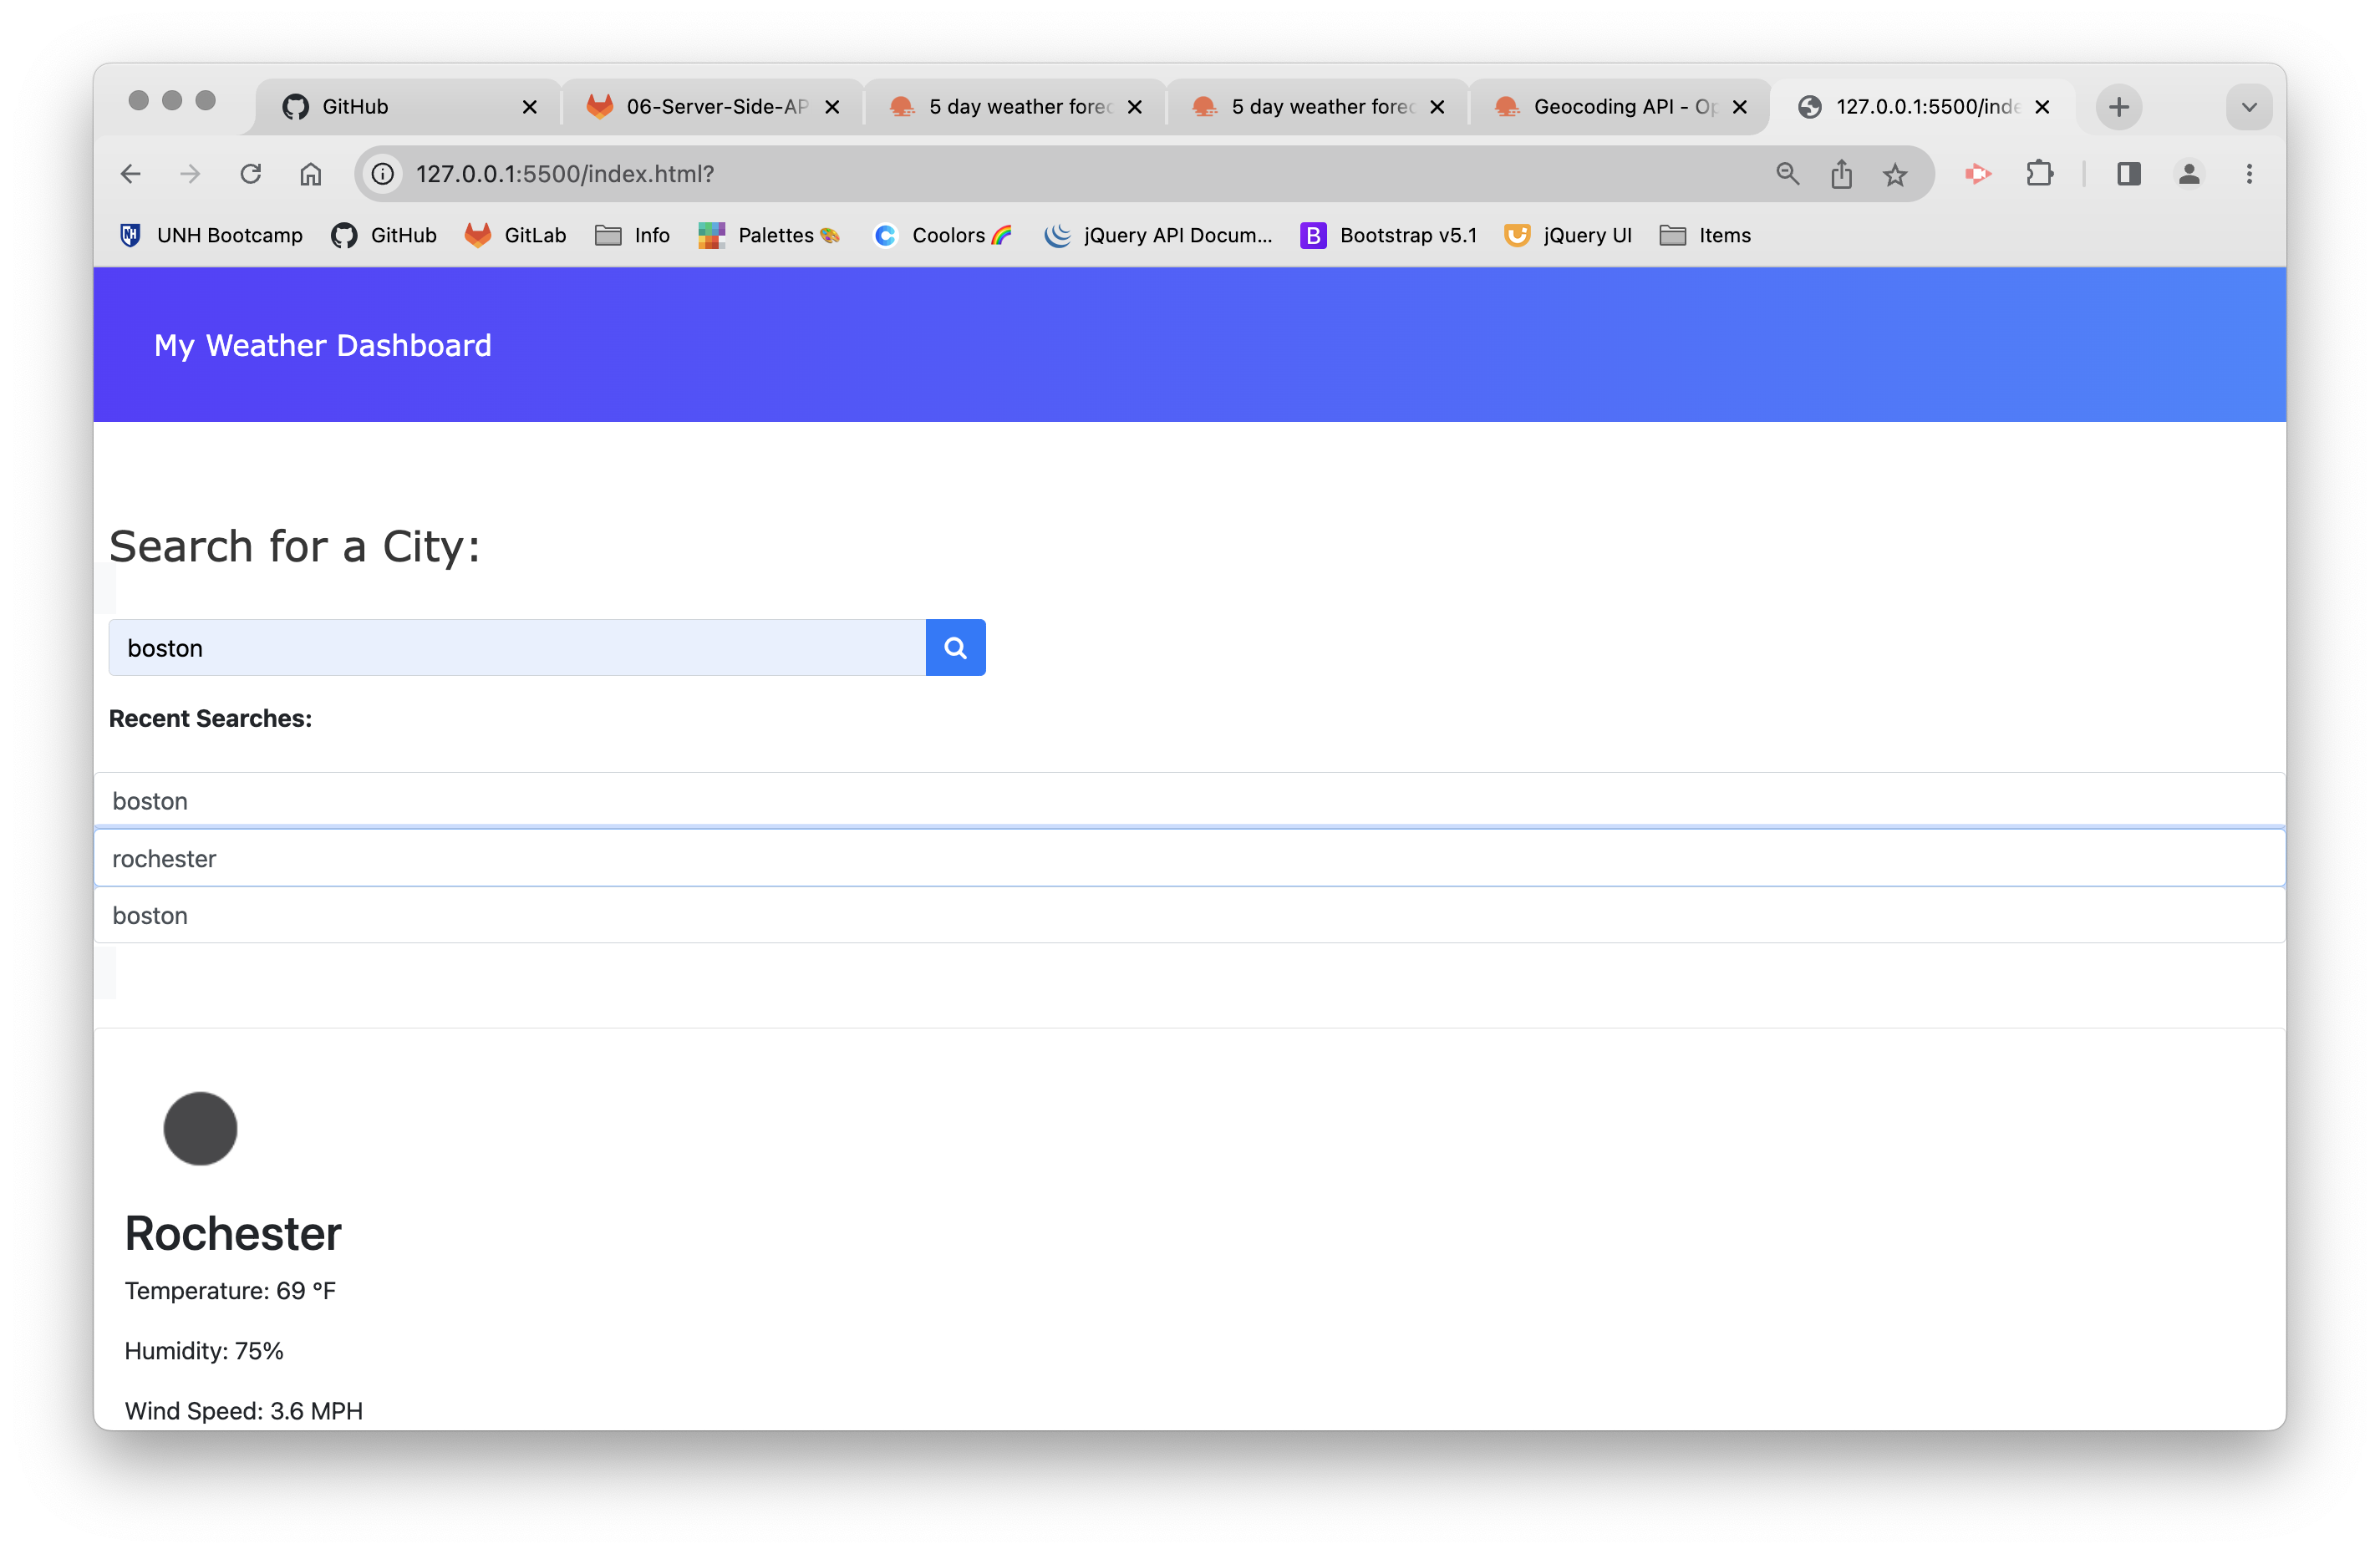 GitHub
06-Server-Side-AP
5 day weather forec
5 day weather forec
Geocoding API - Op
127.0.0.1:5500/inde
127.0.0.1:5500/index.html?
UNH Bootcamp
GitHub
GitLab
Info
Palettes 🎨
Coolors 🌈
jQuery API Docum...
B Bootstrap v5.1
jQuery UI
Items
My Weather Dashboard
Search for a City:
boston
Recent Searches:
boston
rochester
boston
Rochester
Temperature: 69 °F
Humidity: 75%
Wind Speed: 3.6 MPH